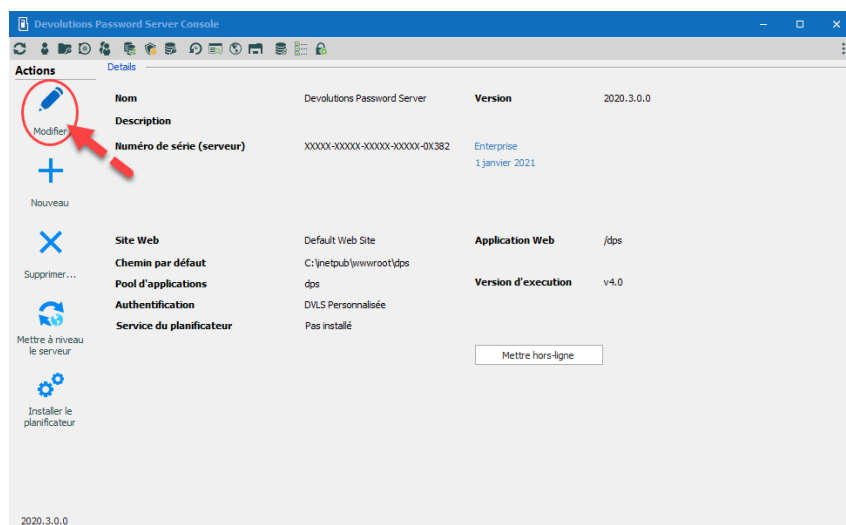 Devolutions Password Server Console
Actions
Details
Modifier
Nouveau
Supprimer...
Mettre à niveau
le serveur
Installer le
planificateur
Nom Devolutions Password Server Version 2020.3.0.0
Description
Numéro de série (serveur) XXXXX-XXXXX-XXXXX-XXXXX-0X382 Enterprise
1 janvier 2021
Site Web Default Web Site Application Web /dps
Chemin par défaut C:\inetpub\wwwroot\dps
Pool d'applications dps Version d'execution v4.0
Authentification DVLS Personnalisée
Service du planificateur Pas installé
Mettre hors-ligne
2020.3.0.0